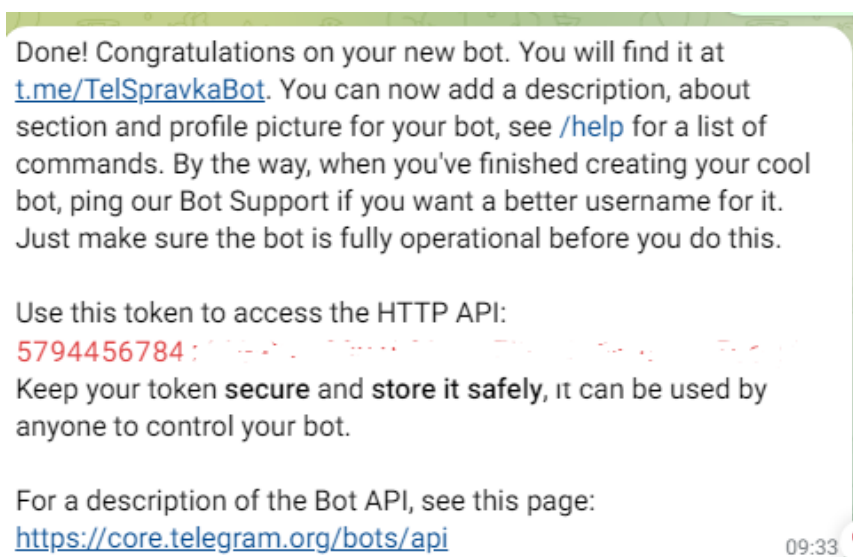 Done! Congratulations on your new bot. You will find it at
t.me/TelSpravkaBot. You can now add a description, about
section and profile picture for your bot, see /help for a list of
commands. By the way, when you've finished creating your cool
bot, ping our Bot Support if you want a better username for it.
Just make sure the bot is fully operational before you do this.
Use this token to access the HTTP API:
5794456784:
Keep your token secure and store it safely, it can be used by
anyone to control your bot.
For a description of the Bot API, see this page:
https://core.telegram.org/bots/api
09:33